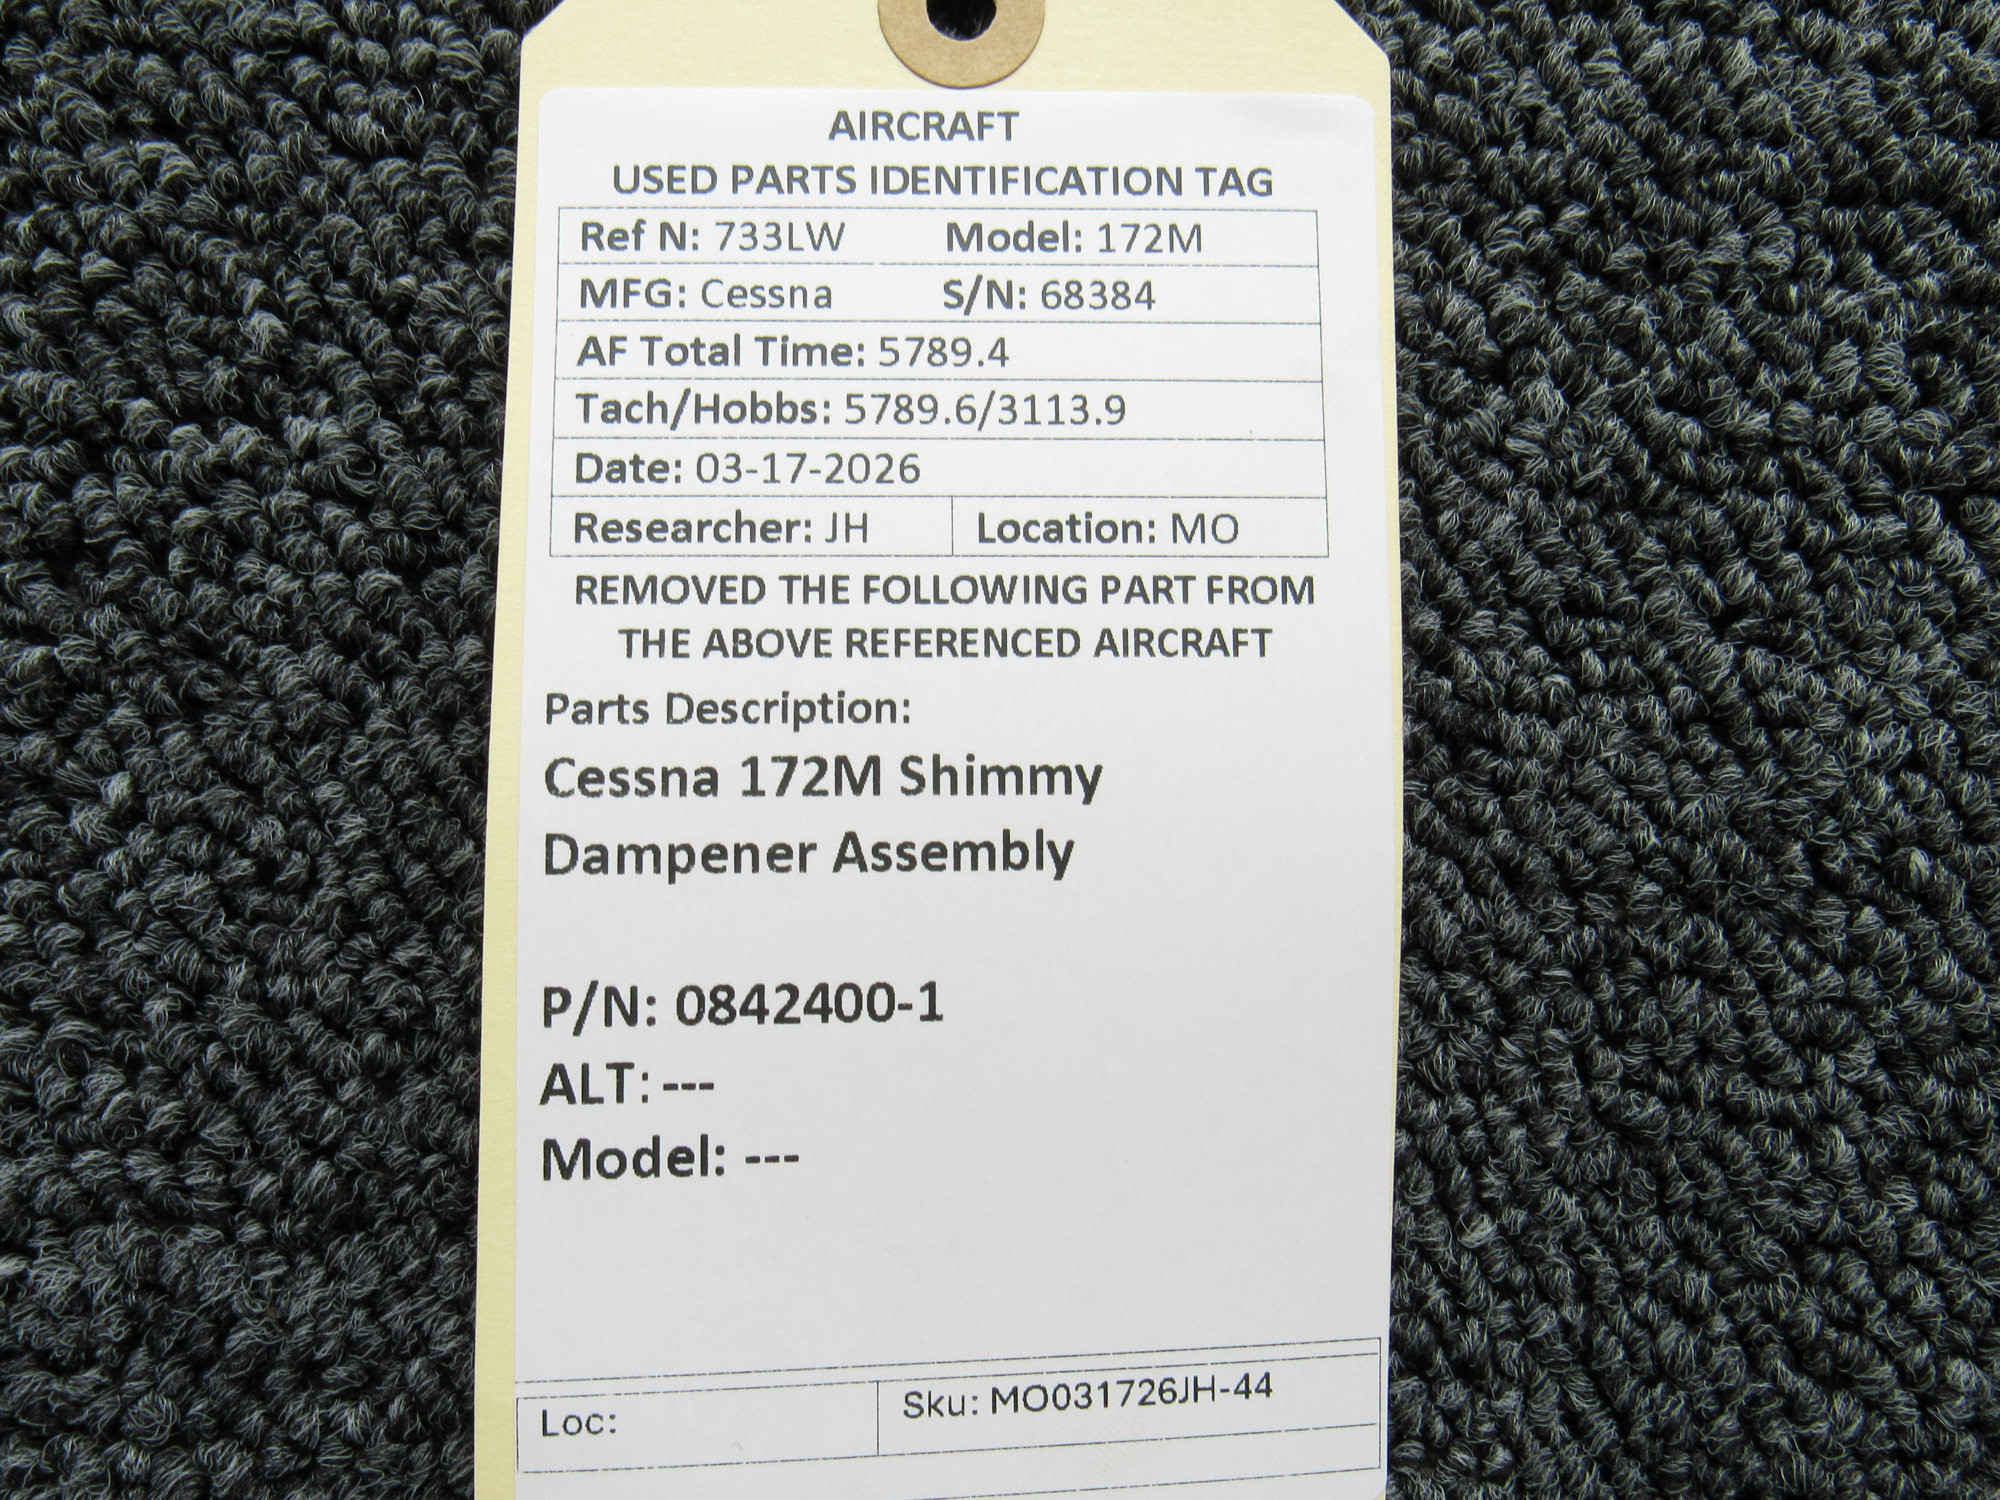 AIRCRAFT
USED PARTS IDENTIFICATION TAG
Ref N: 733LW Model: 172M
MFG: Cessna S/N: 68384
AF Total Time: 5789.4
Tach/Hobbs: 5789.6/3113.9
Date: 03-17-2026
Researcher: JH Location: MO
REMOVED THE FOLLOWING PART FROM
THE ABOVE REFERENCED AIRCRAFT
Parts Description:
Cessna 172M Shimmy
Dampener Assembly
P/N: 0842400-1
ALT: ---
Model: ---
Loc: Sku: MO031726JH-44